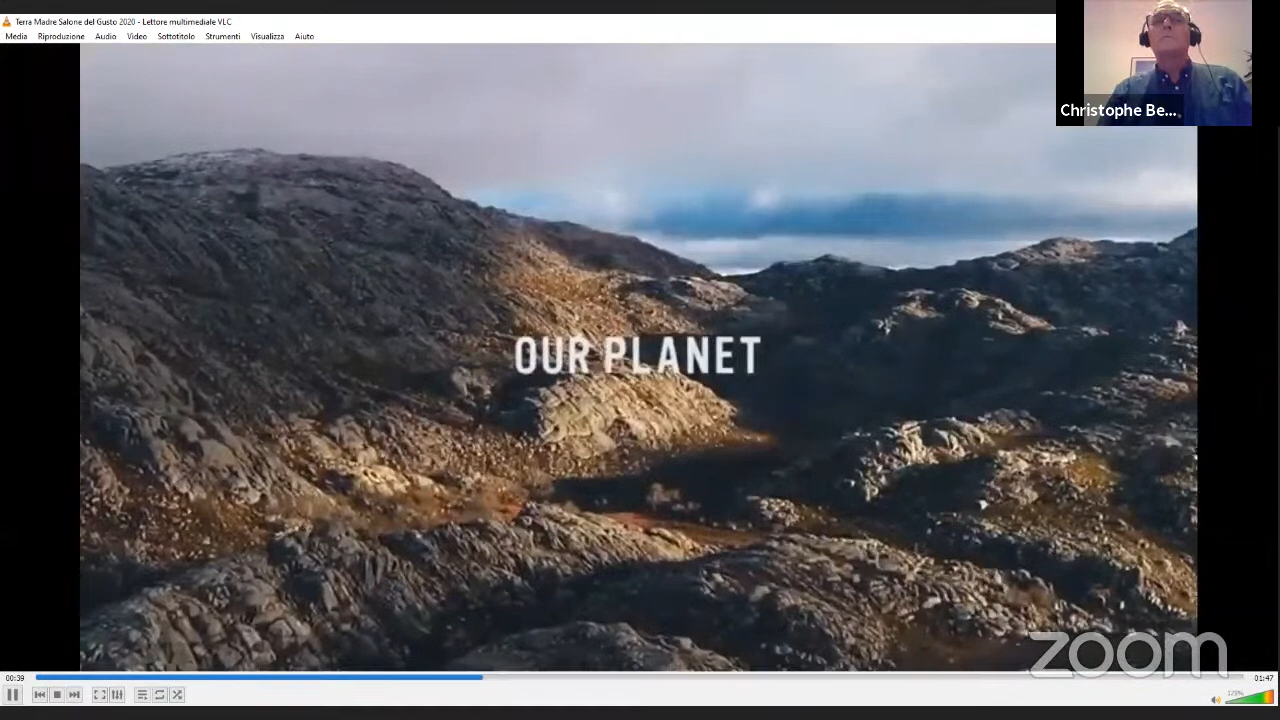 Terra Madre Salone del Gusto 2020 - Lettore multimediale VLC
Media Riproduzione Audio Video Sottotitolo Strumenti Visualizza Aiuto
Christophe Be...
OUR PLANET
zoom
00:39
01:47
125%